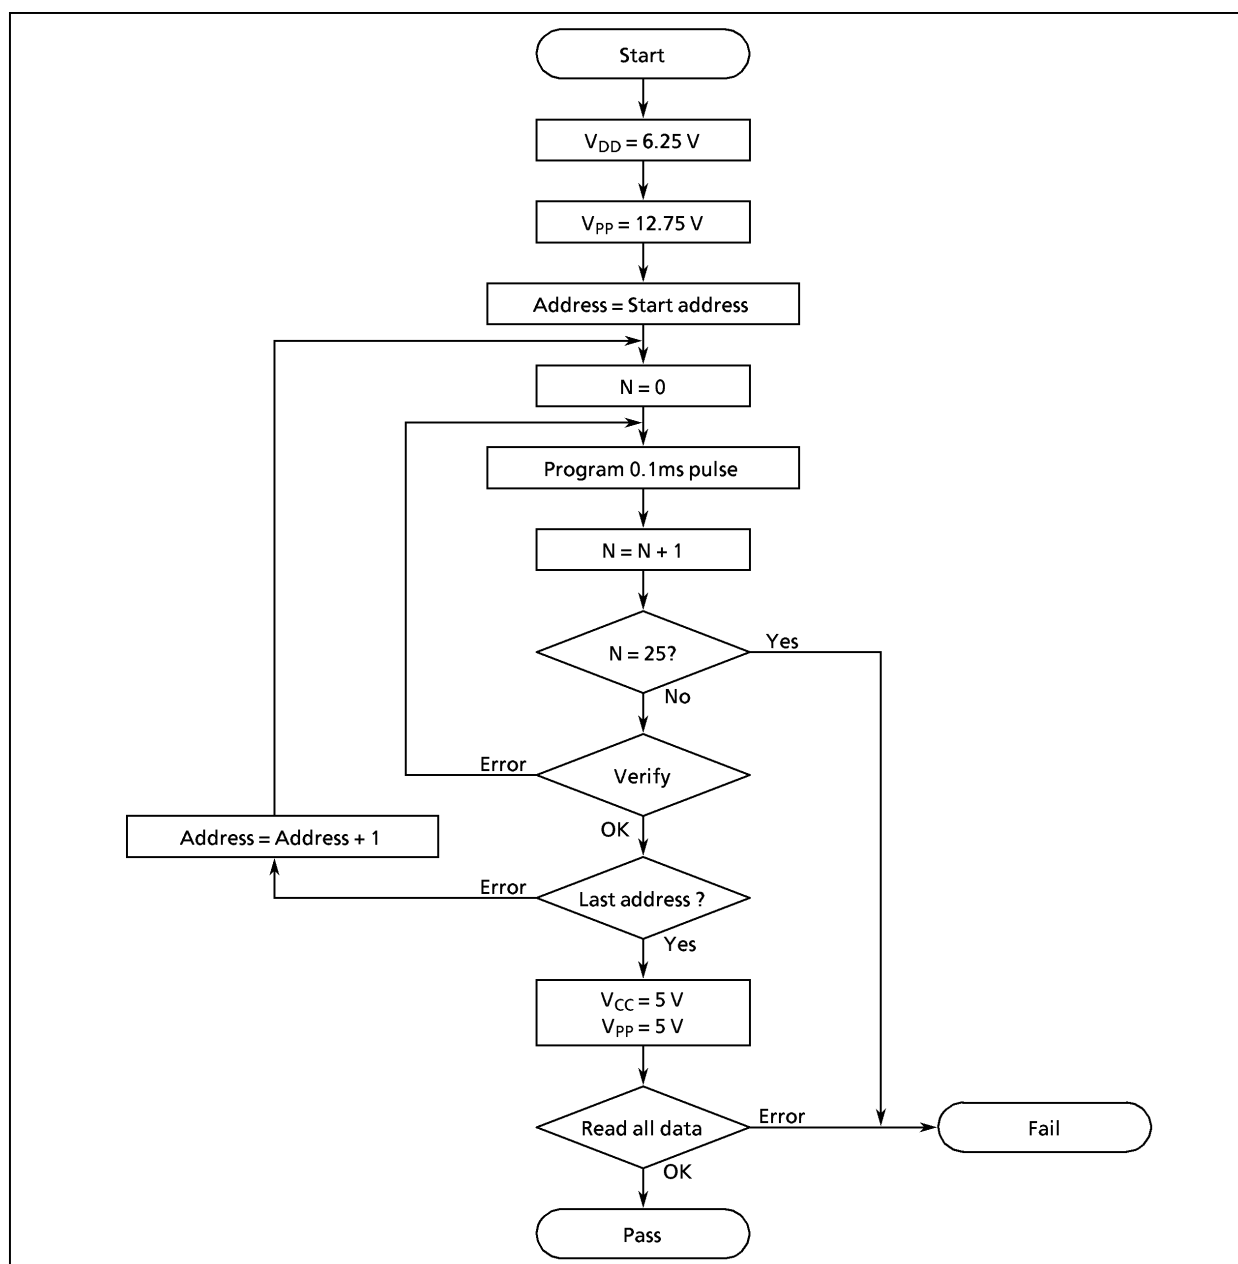 Start
VDD = 6.25 V
VPP = 12.75 V
Address = Start address
N = 0
Program 0.1ms pulse
N = N + 1
N = 25?
Yes
No
Verify
Error
OK
Address = Address + 1
Last address ?
Error
Yes
VCC = 5 V
VPP = 5 V
Read all data
Error
Fail
OK
Pass